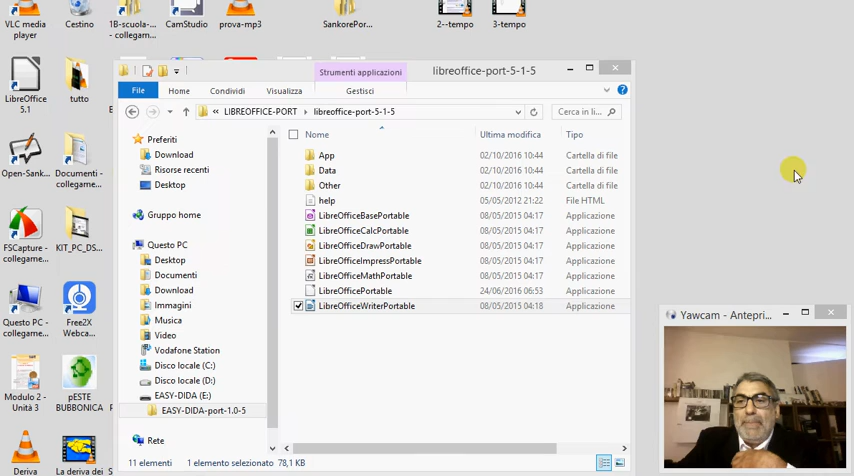 VLC media player
Cestino
1B-scuola-... - collegam...
CamStudio
prova-mp3
SankorePor...
2--tempo
3-tempo
LibreOffice 5.1
tutto
Open-Sank...
Documenti - collegame...
FSCapture - collegame...
KIT_PC_DS...
Questo PC - collegame...
Free2X Webca...
Modulo 2 - Unità 3
pESTE BUBBONICA
Deriva
La deriva dei
Strumenti applicazioni
libreoffice-port-5-1-5
File
Home
Condividi
Visualizza
Gestisci
« LIBREOFFICE-PORT › libreoffice-port-5-1-5
Cerca in li...
Preferiti
Download
Risorse recenti
Desktop
Gruppo home
Questo PC
Desktop
Documenti
Download
Immagini
Musica
Video
Vodafone Station
Disco locale (C:)
Disco locale (D:)
EASY-DIDA (E:)
EASY-DIDA-port-1.0-5
Rete
Nome Ultima modifica Tipo
App 02/10/2016 10:44 Cartella di file
Data 02/10/2016 10:44 Cartella di file
Other 02/10/2016 10:44 Cartella di file
help 05/05/2012 21:22 File HTML
LibreOfficeBasePortable 08/05/2015 04:17 Applicazione
LibreOfficeCalcPortable 08/05/2015 04:17 Applicazione
LibreOfficeDrawPortable 08/05/2015 04:17 Applicazione
LibreOfficeImpressPortable 08/05/2015 04:17 Applicazione
LibreOfficeMathPortable 08/05/2015 04:17 Applicazione
LibreOfficePortable 24/06/2016 06:53 Applicazione
LibreOfficeWriterPortable 08/05/2015 04:18 Applicazione
11 elementi 1 elemento selezionato 78,1 KB
Yawcam - Antepri...